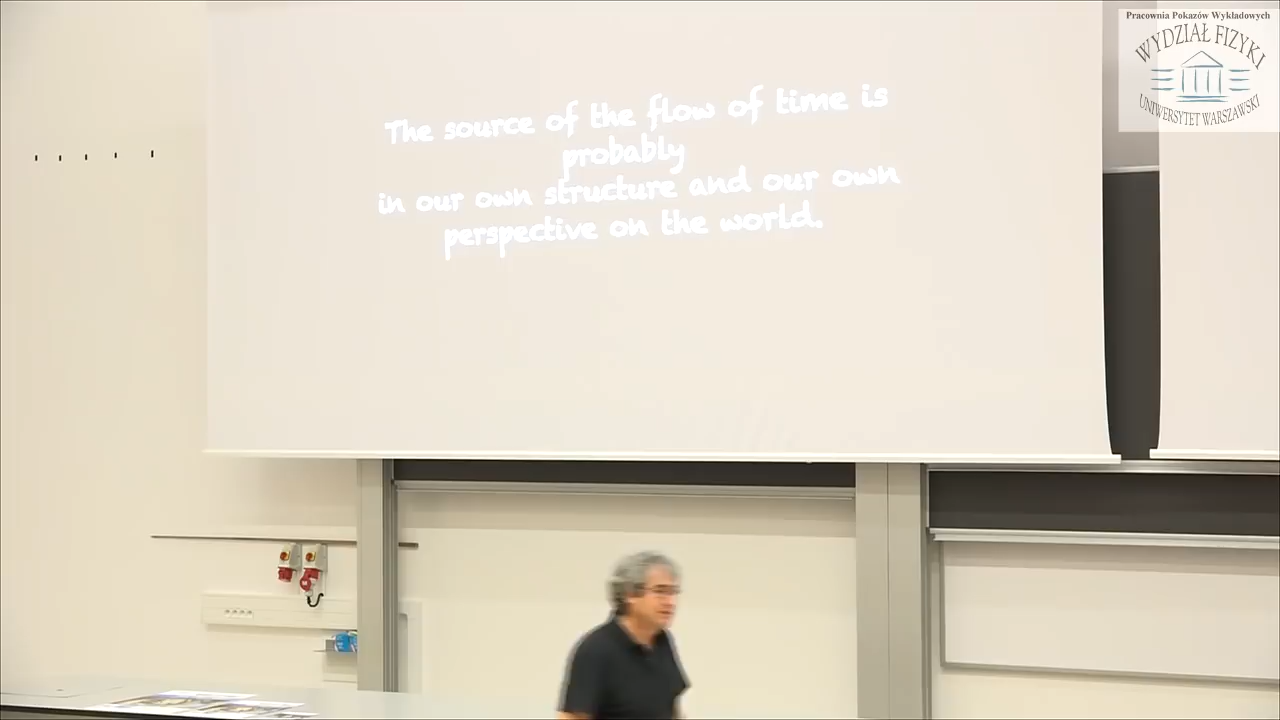 Pracownia Pokazów Wykładowych
WYDZIAŁ FIZYKI
UNIWERSYTET WARSZAWSKI
The source of the flow of time is
probably
in our own structure and our own
perspective on the world.